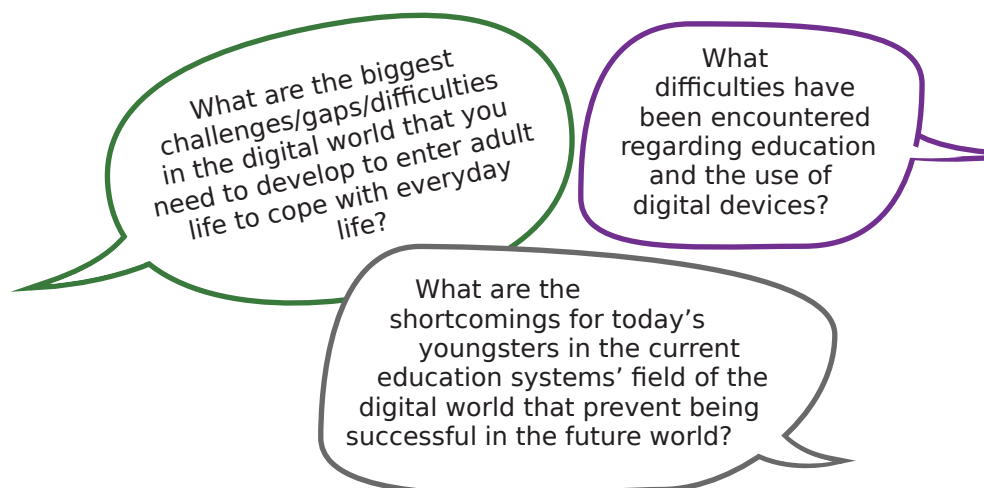 What are the biggest
challenges/gaps/difficulties
in the digital world that you
need to develop to enter adult
life to cope with everyday
life?
What
difficulties have
been encountered
regarding education
and the use of
digital devices?
What are the
shortcomings for today’s
youngsters in the current
education systems’ field of the
digital world that prevent being
successful in the future world?